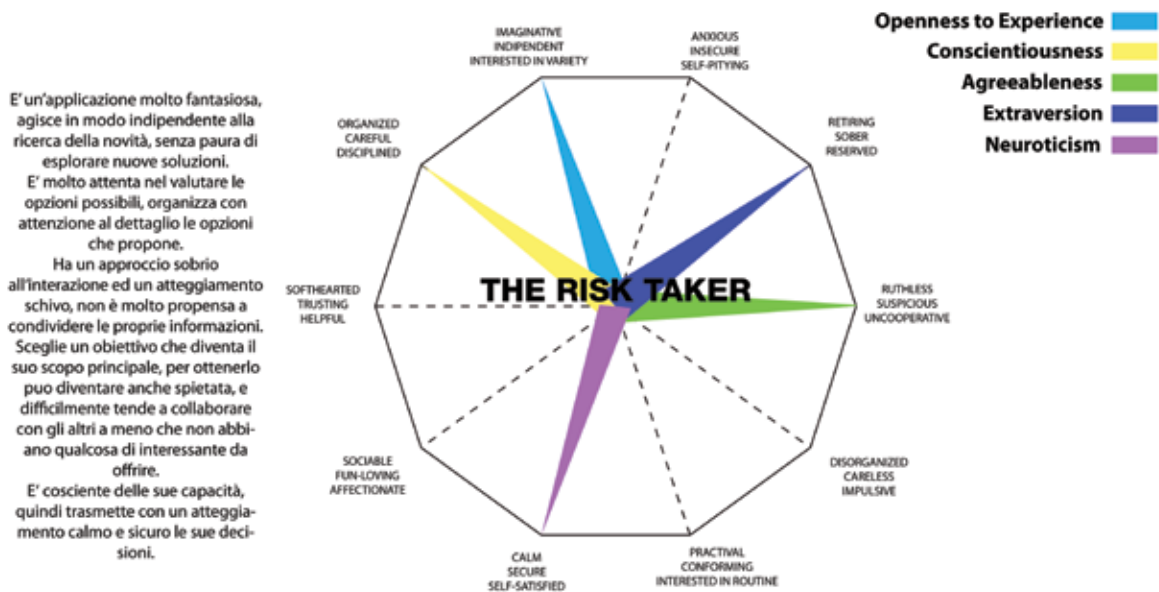 E' un'applicazione molto fantasiosa,
agisce in modo indipendente alla
ricerca della novità, senza paura di
esplorare nuove soluzioni.
E' molto attenta nel valutare le
opzioni possibili, organizza con
attenzione al dettaglio le opzioni
che propone.
Ha un approccio sobrio
all'interazione ed un atteggiamento
schivo, non è molto propensa a
condividere le proprie informazioni.
Sceglie un obiettivo che diventa il
suo scopo principale, per ottenerlo
puo diventare anche spietata, e
difficilmente tende a collaborare
con gli altri a meno che non abbi-
ano qualcosa di interessante da
offrire.
E' cosciente delle sue capacità,
quindi trasmette con un atteggia-
mento calmo e sicuro le sue deci-
sioni.
IMAGINATIVE
INDIPENDENT
INTERESTED IN VARIETY
ANXIOUS
INSECURE
SELF-PITYING
ORGANIZED
CAREFUL
DISCIPLINED
RETIRING
SOBER
RESERVED
SOFTHEARTED
TRUSTING
HELPFUL
THE RISK TAKER
RUTHLESS
SUSPICIOUS
UNCOOPERATIVE
SOCIABLE
FUN-LOVING
AFFECTIONATE
DISORGANIZED
CARELESS
IMPULSIVE
CALM
SECURE
SELF-SATISFIED
PRACTIVAL
CONFORMING
INTERESTED IN ROUTINE
Openness to Experience
Conscientiousness
Agreeableness
Extraversion
Neuroticism